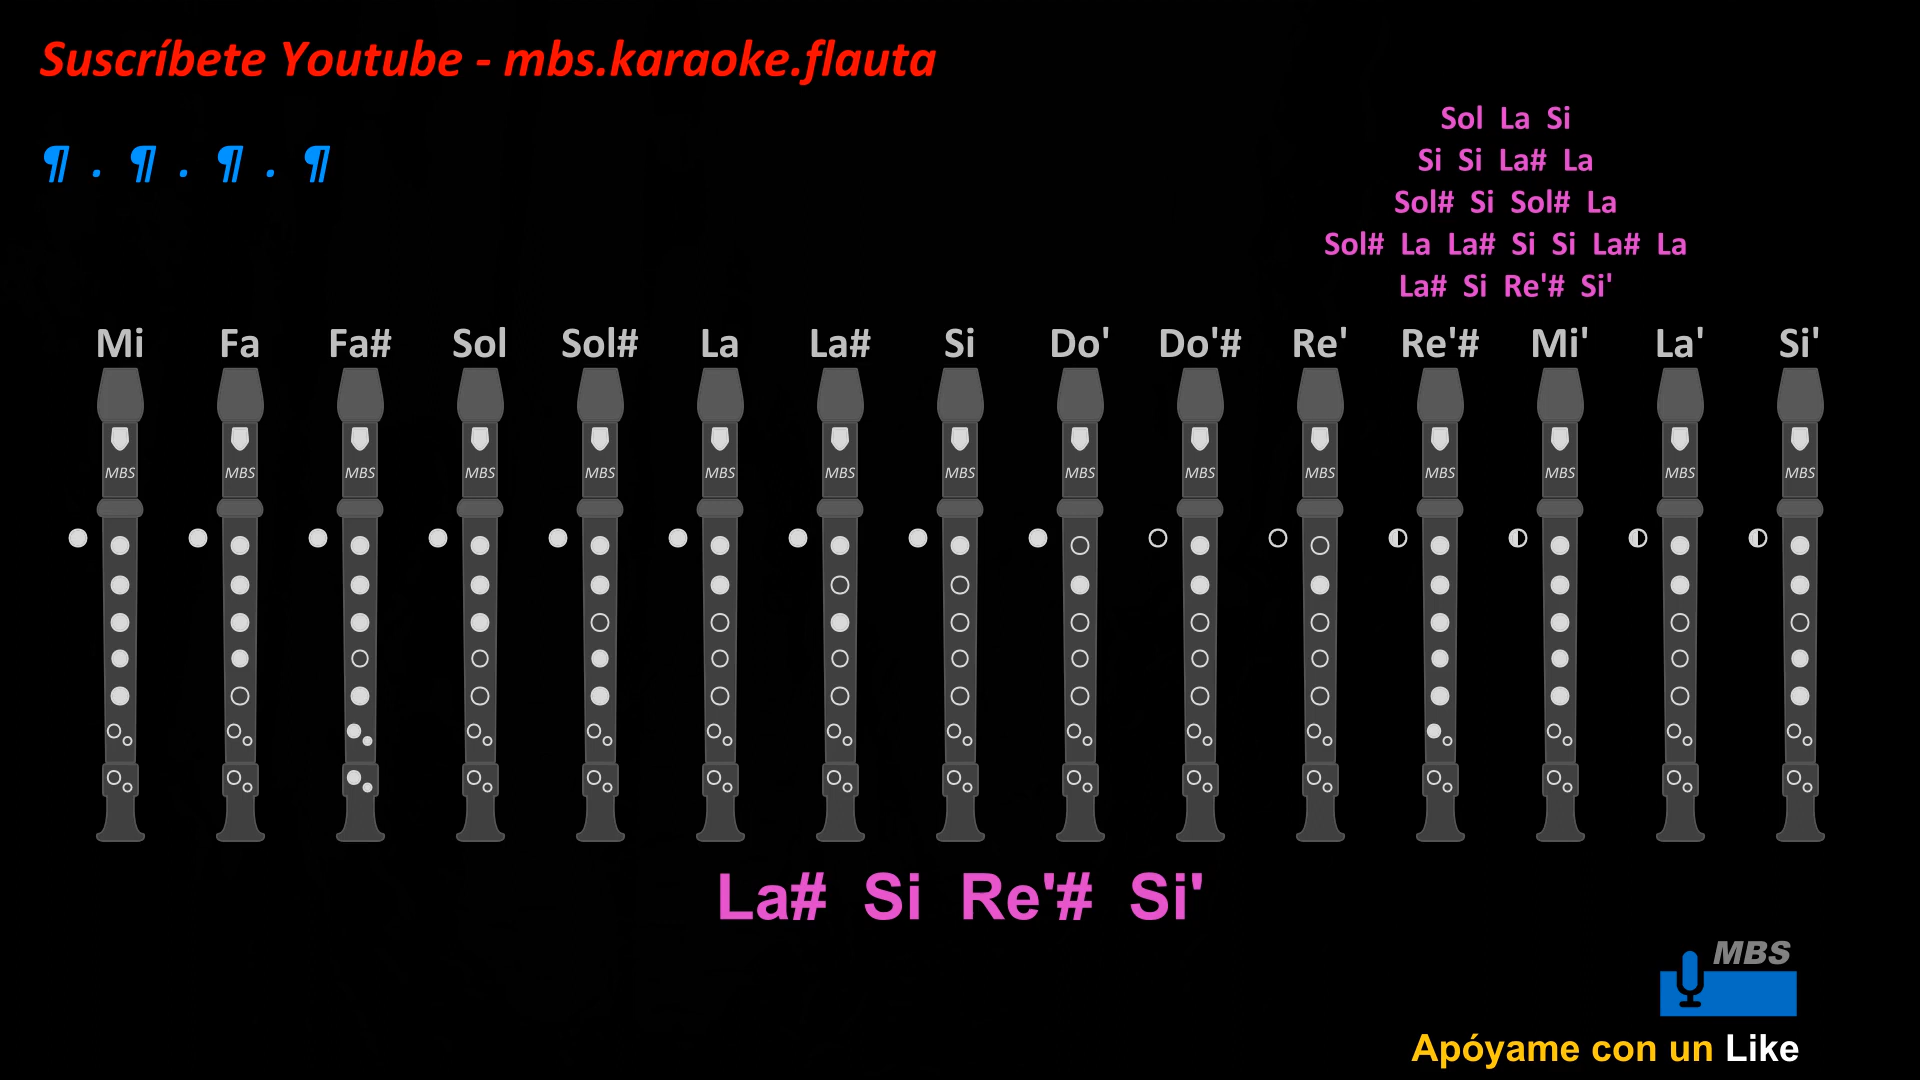 Suscríbete Youtube - mbs.karaoke.flauta
¶ . ¶ . ¶ . ¶
Sol La Si
Si Si La# La
Sol# Si Sol# La
Sol# La La# Si Si La# La
La# Si Re'# Si'
Mi Fa Fa# Sol Sol# La La# Si Do' Do'# Re' Re'# Mi' La' Si'
MBS MBS MBS MBS MBS MBS MBS MBS MBS MBS MBS MBS MBS MBS MBS
La# Si Re'# Si'
MBS
Apóyame con un Like